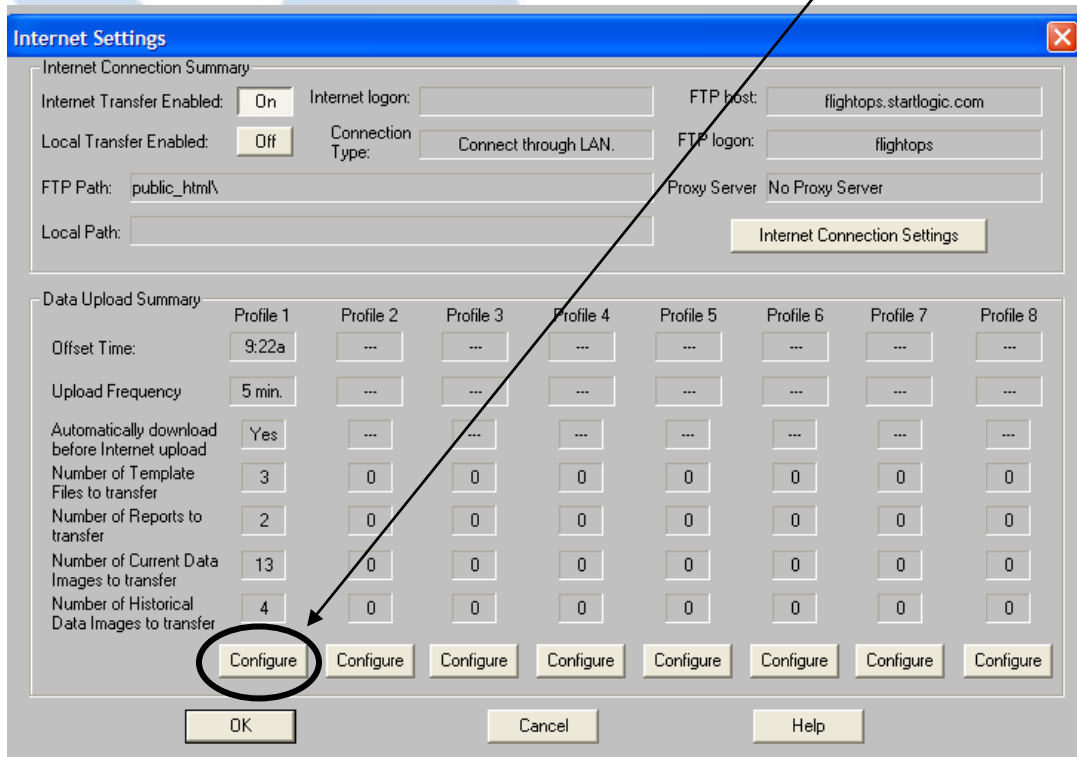 Internet Settings
Internet Connection Summary
Internet Transfer Enabled: On Internet logon: FTP host: flightops.startlogic.com
Local Transfer Enabled: Off Connection Type: Connect through LAN. FTP logon: flightops
FTP Path: public_html\ Proxy Server No Proxy Server
Local Path: Internet Connection Settings
Data Upload Summary
Profile 1 Profile 2 Profile 3 Profile 4 Profile 5 Profile 6 Profile 7 Profile 8
Offset Time: 9:22a --- --- --- --- --- --- ---
Upload Frequency 5 min. --- --- --- --- --- --- ---
Automatically download before Internet upload Yes --- --- --- --- --- --- ---
Number of Template Files to transfer 3 0 0 0 0 0 0 0
Number of Reports to transfer 2 0 0 0 0 0 0 0
Number of Current Data Images to transfer 13 0 0 0 0 0 0 0
Number of Historical Data Images to transfer 4 0 0 0 0 0 0 0
Configure Configure Configure Configure Configure Configure Configure Configure
OK Cancel Help